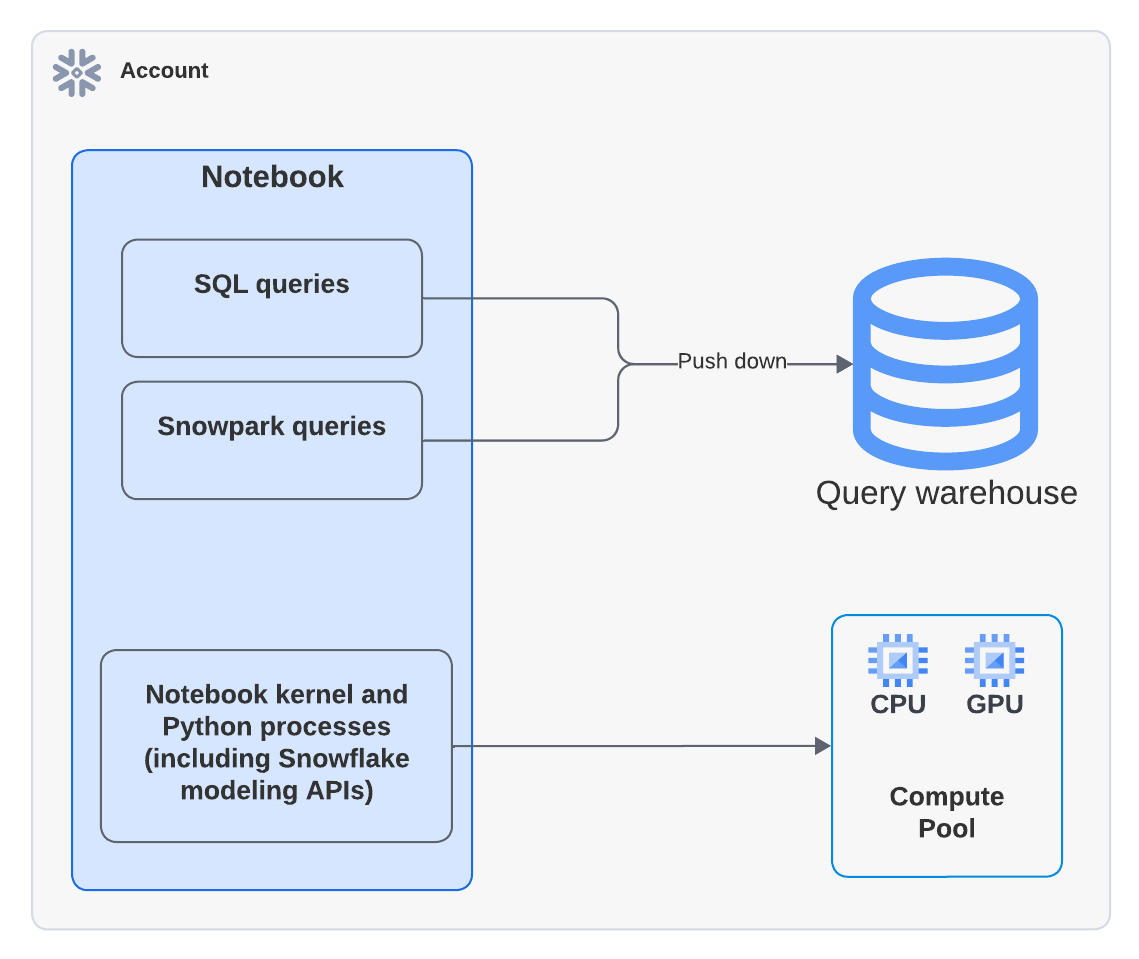 Account
Notebook
SQL queries
Snowpark queries
Push down
Query warehouse
Notebook kernel and
Python processes
(including Snowflake
modeling APIs)
CPU
GPU
Compute
Pool